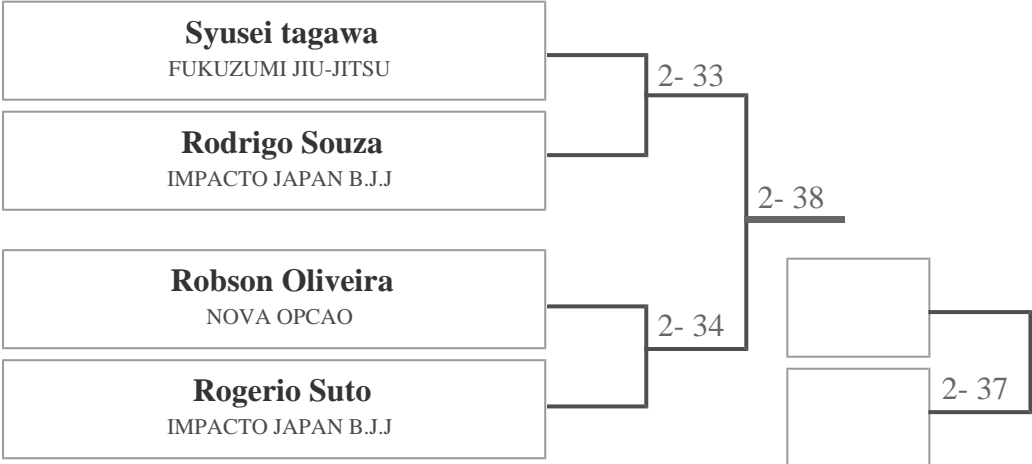 Syusei tagawa
FUKUZUMI JIU-JITSU
2- 33
Rodrigo Souza
IMPACTO JAPAN B.J.J
2- 38
Robson Oliveira
NOVA OPCAO
2- 34
Rogerio Suto
IMPACTO JAPAN B.J.J
2- 37